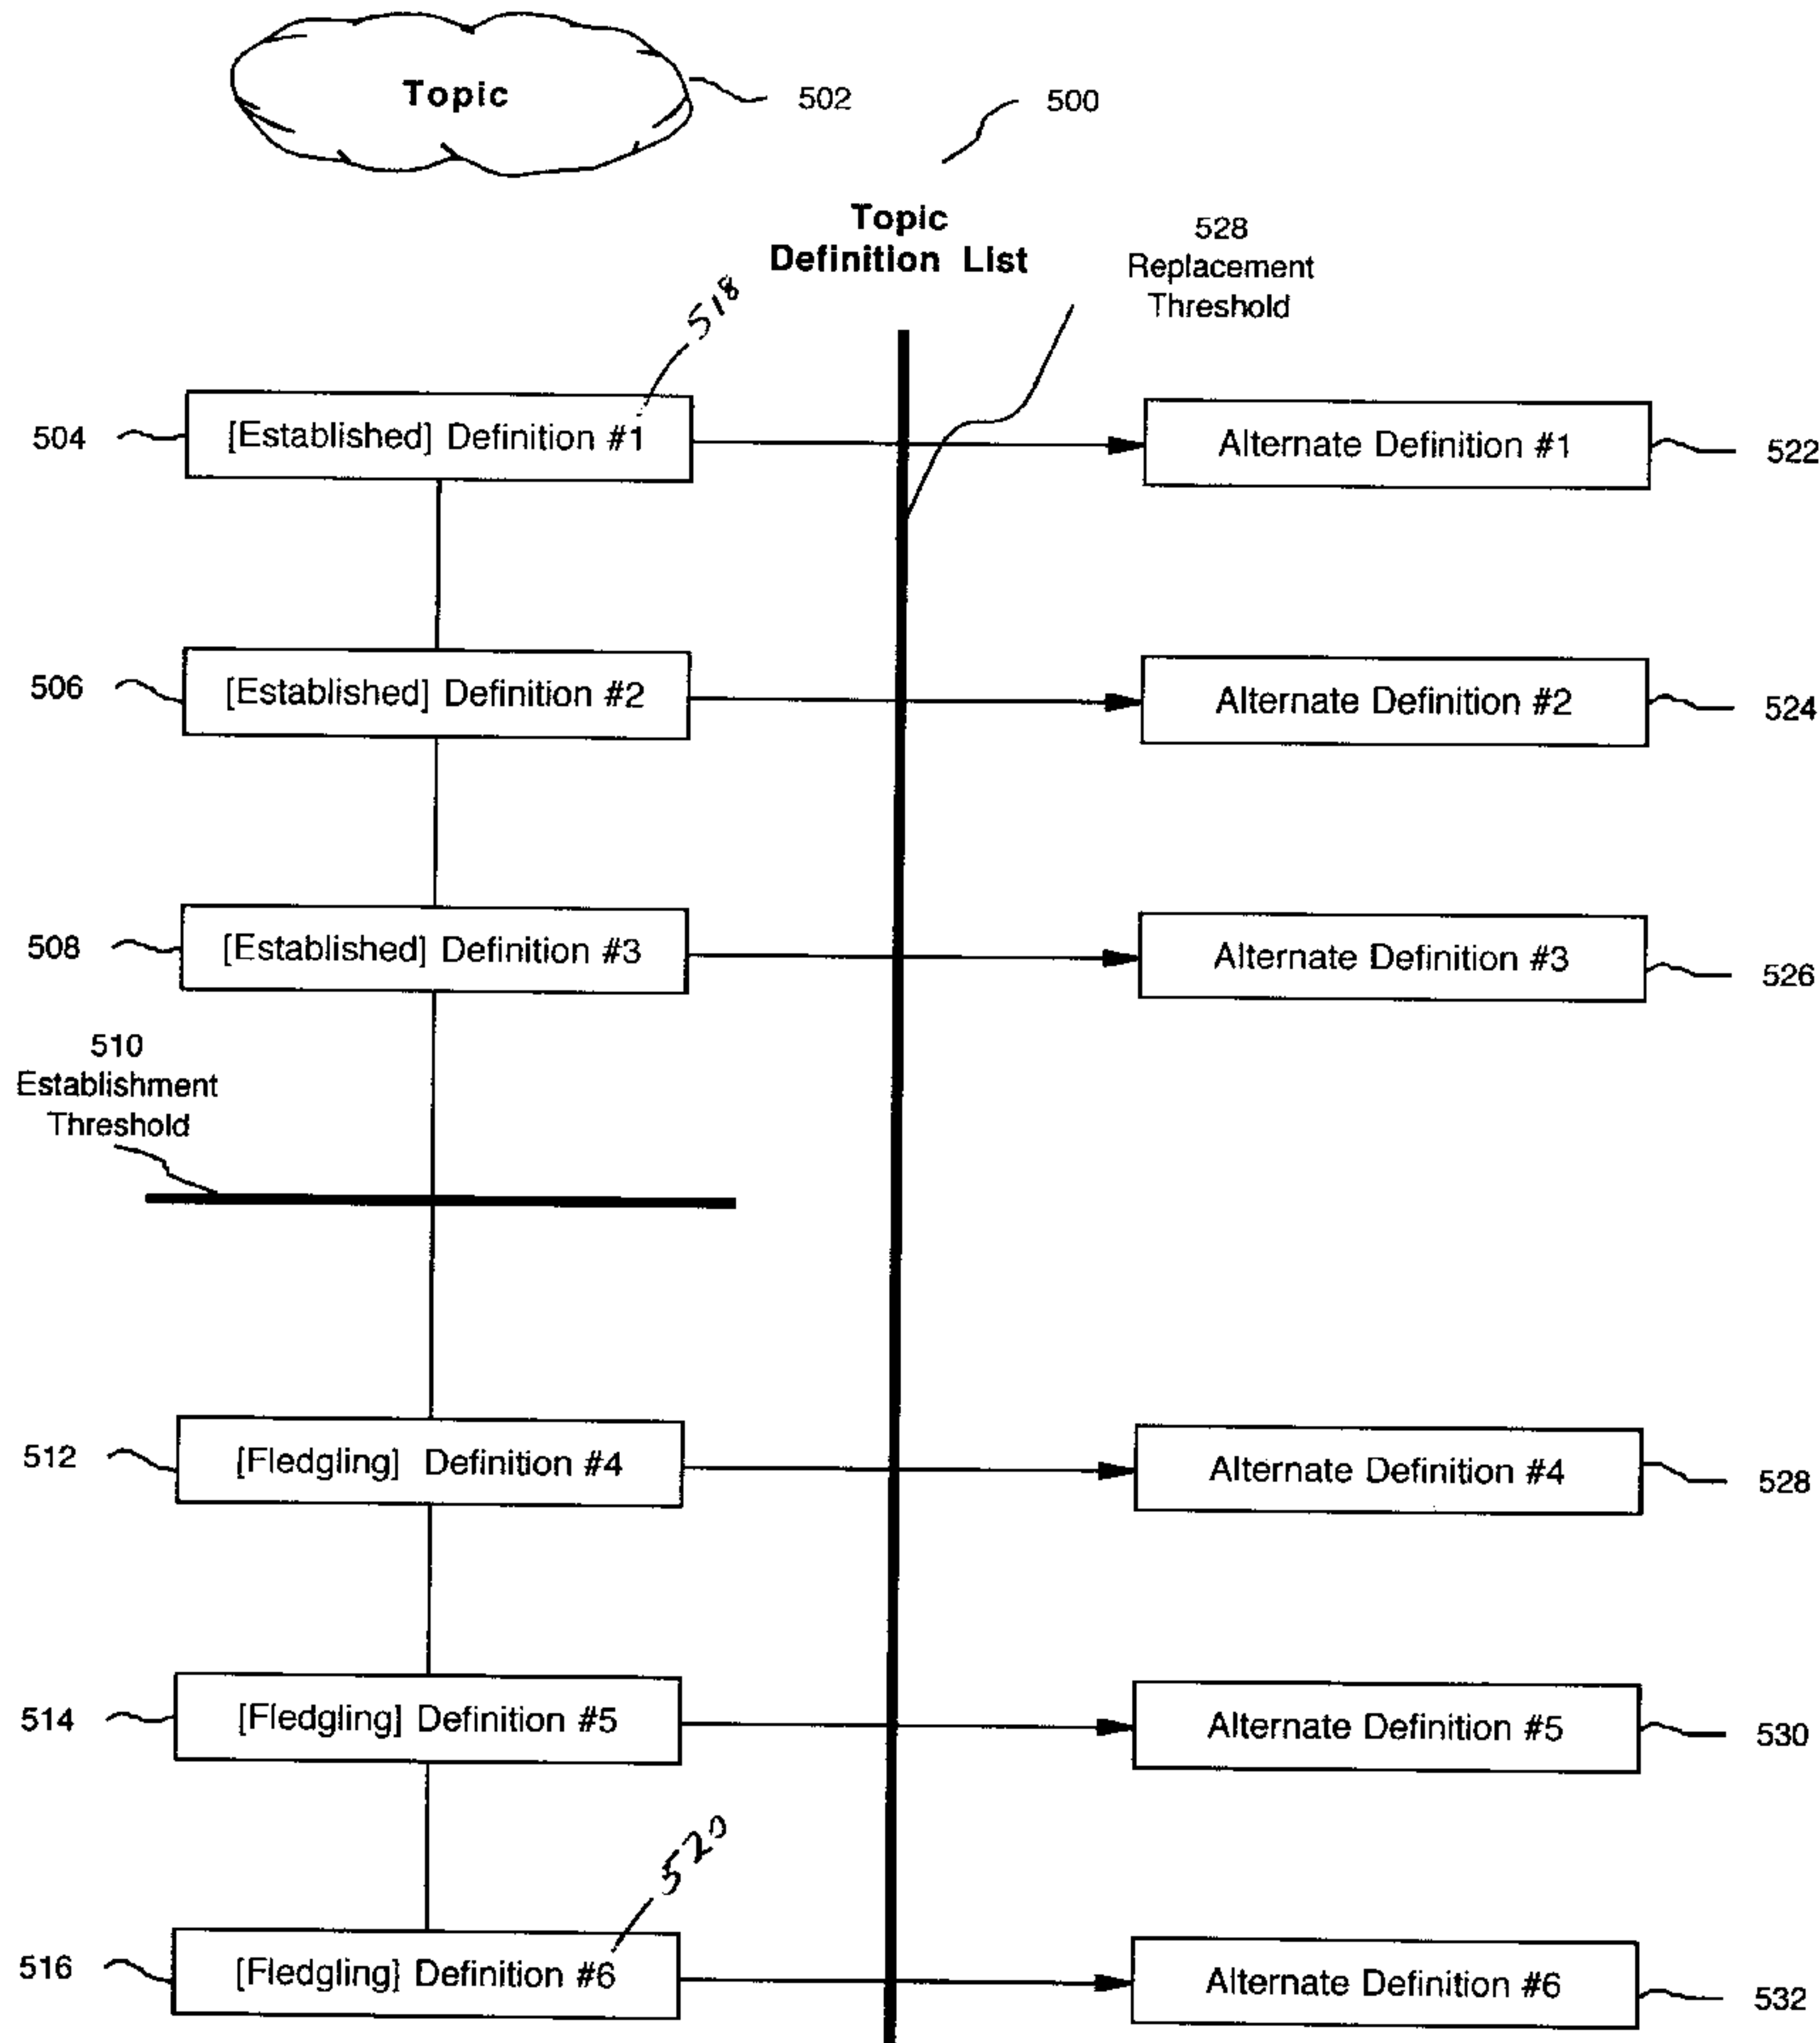 Topic
502
500
Topic
Definition List
528
Replacement
Threshold
518
504
[Established] Definition #1
Alternate Definition #1
522
506
[Established] Definition #2
Alternate Definition #2
524
508
[Established] Definition #3
Alternate Definition #3
526
510
Establishment
Threshold
512
[Fledgling] Definition #4
Alternate Definition #4
528
514
[Fledgling] Definition #5
Alternate Definition #5
530
520
516
[Fledgling] Definition #6
Alternate Definition #6
532